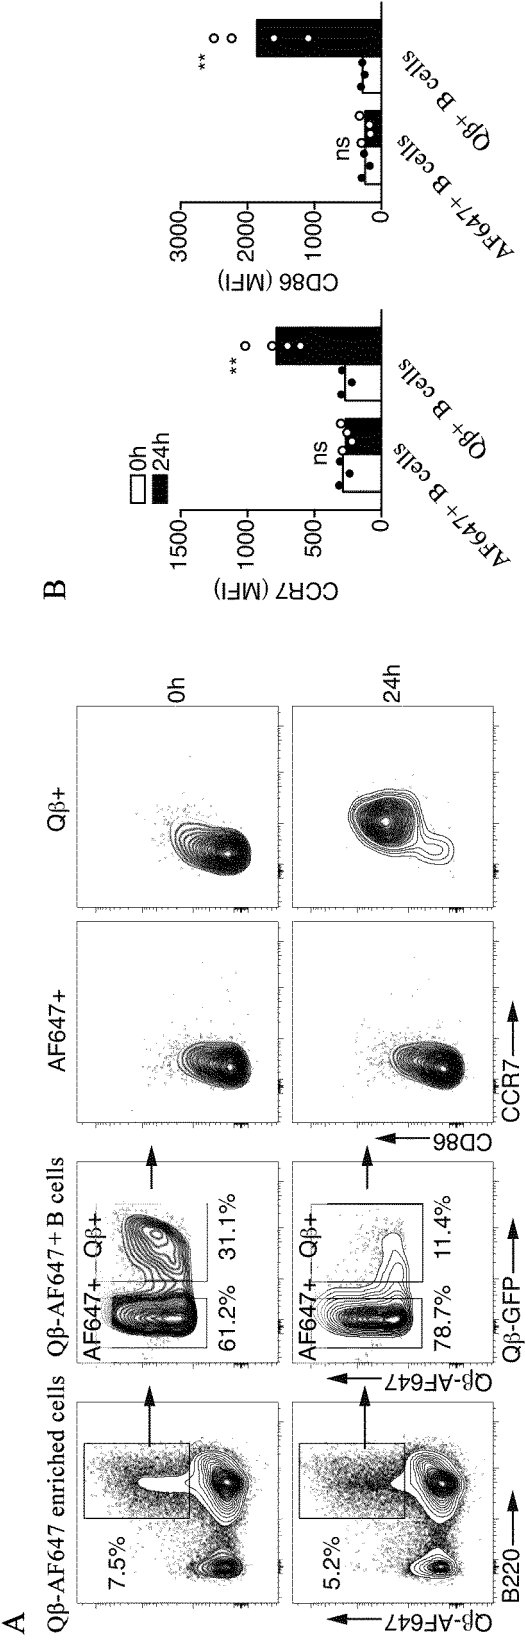 A
Qβ-AF647 enriched cells
Qβ-AF647+ B cells
AF647+
Qβ+
7.5%
AF647+
Qβ+
61.2%
31.1%
0h
5.2%
AF647+
Qβ+
78.7%
11.4%
24h
Qβ-AF647
B220
Qβ-AF647
Qβ-GFP
CD86
CCR7
B
0h
24h
CCR7 (MFI)
1500
1000
500
0
ns
**
AF647+ B cells
Qβ+ B cells
CD86 (MFI)
3000
2000
1000
0
ns
**
AF647+ B cells
Qβ+ B cells